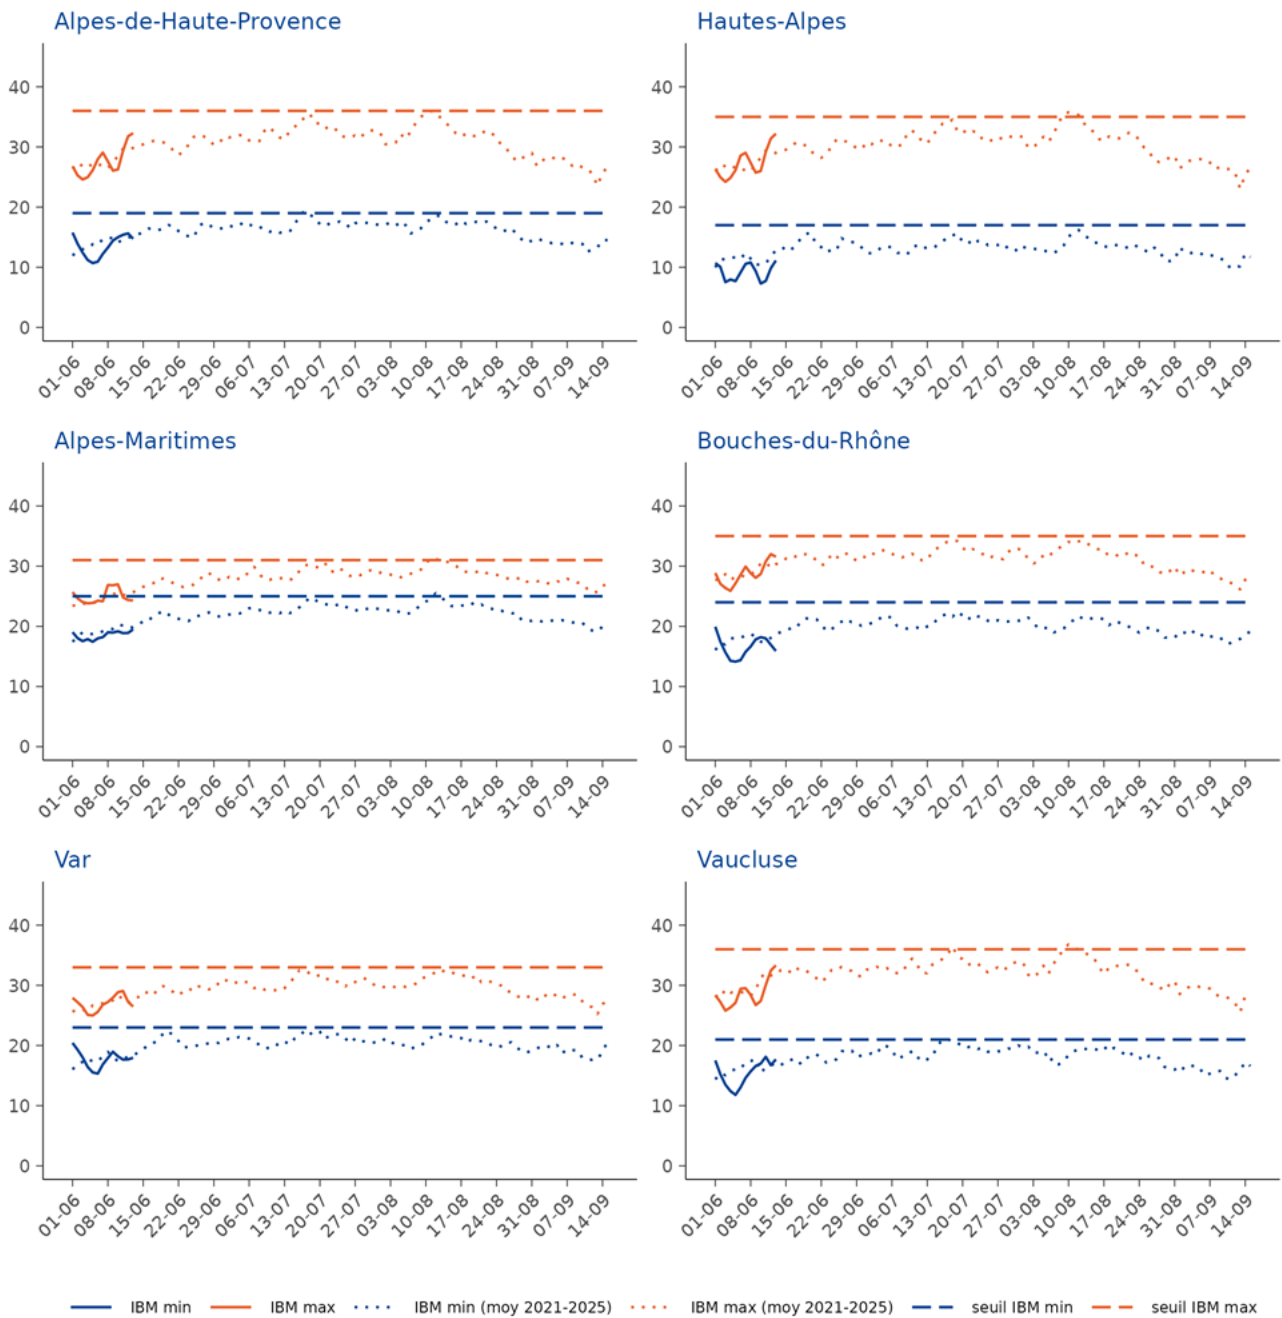 Alpes-de-Haute-Provence
40
30
20
10
0
01-06 08-06 15-06 22-06 29-06 06-07 13-07 20-07 27-07 03-08 10-08 17-08 24-08 31-08 07-09 14-09
Hautes-Alpes
40
30
20
10
0
01-06 08-06 15-06 22-06 29-06 06-07 13-07 20-07 27-07 03-08 10-08 17-08 24-08 31-08 07-09 14-09
Alpes-Maritimes
40
30
20
10
0
01-06 08-06 15-06 22-06 29-06 06-07 13-07 20-07 27-07 03-08 10-08 17-08 24-08 31-08 07-09 14-09
Bouches-du-Rhône
40
30
20
10
0
01-06 08-06 15-06 22-06 29-06 06-07 13-07 20-07 27-07 03-08 10-08 17-08 24-08 31-08 07-09 14-09
Var
40
30
20
10
0
01-06 08-06 15-06 22-06 29-06 06-07 13-07 20-07 27-07 03-08 10-08 17-08 24-08 31-08 07-09 14-09
Vaucluse
40
30
20
10
0
01-06 08-06 15-06 22-06 29-06 06-07 13-07 20-07 27-07 03-08 10-08 17-08 24-08 31-08 07-09 14-09
IBM min IBM max IBM min (moy 2021-2025) IBM max (moy 2021-2025) seuil IBM min seuil IBM max